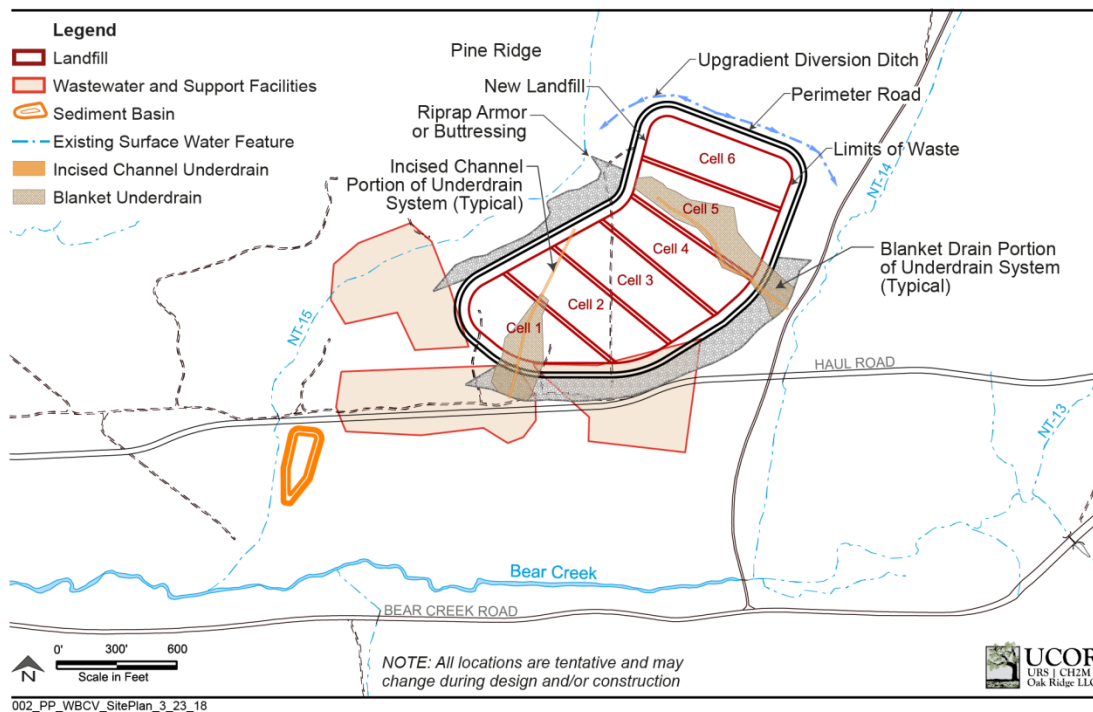 Legend
Landfill
Wastewater and Support Facilities
Sediment Basin
Existing Surface Water Feature
Incised Channel Underdrain
Blanket Underdrain
Pine Ridge
Upgradient Diversion Ditch
New Landfill
Perimeter Road
Riprap Armor
or Buttressing
Limits of Waste
Incised Channel
Portion of Underdrain
System (Typical)
Cell 6
Cell 5
Cell 4
Cell 3
Cell 2
Cell 1
NT-14
Blanket Drain Portion
of Underdrain System
(Typical)
NT-15
HAUL ROAD
NT-13
Bear Creek
BEAR CREEK ROAD
0' 300' 600
Scale in Feet
N
NOTE: All locations are tentative and may
change during design and/or construction
UCOR
URS | CH2M
Oak Ridge LLC
002_PP_WBCV_SitePlan_3_23_18